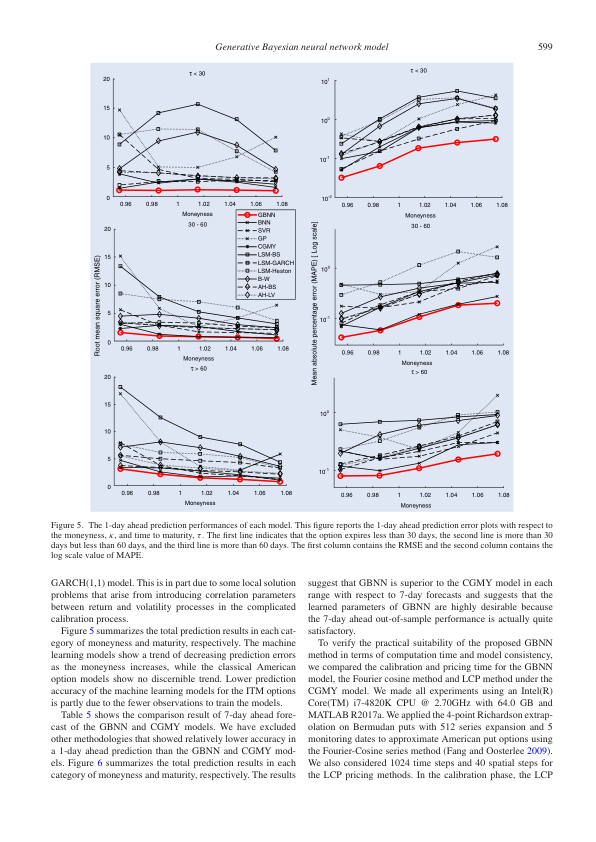 Generative Bayesian neural network model
599
τ < 30
20
15
10
5
0
0.96
0.98
1
1.02
1.04
1.06
1.08
Moneyness
τ < 30
10^1
10^0
10^-1
10^-2
0.96
0.98
1
1.02
1.04
1.06
1.08
Moneyness
GBNN
BNN
SVR
GP
CGMY
LSM-BS
LSM-GARCH
LSM-Heston
B-W
AH-BS
AH-LV
30 - 60
20
15
10
5
0
0.96
0.98
1
1.02
1.04
1.06
1.08
Moneyness
Root mean square error (RMSE)
30 - 60
10^0
10^-1
0.96
0.98
1
1.02
1.04
1.06
1.08
Moneyness
Mean absolute percentage error (MAPE) [ Log scale]
τ > 60
20
15
10
5
0
0.96
0.98
1
1.02
1.04
1.06
1.08
Moneyness
τ > 60
10^0
10^-1
0.96
0.98
1
1.02
1.04
1.06
1.08
Moneyness
Figure 5. The 1-day ahead prediction performances of each model. This figure reports the 1-day ahead prediction error plots with respect to
the moneyness, κ, and time to maturity, τ. The first line indicates that the option expires less than 30 days, the second line is more than 30
days but less than 60 days, and the third line is more than 60 days. The first column contains the RMSE and the second column contains the
log scale value of MAPE.
GARCH(1,1) model. This is in part due to some local solution
problems that arise from introducing correlation parameters
between return and volatility processes in the complicated
calibration process.
Figure 5 summarizes the total prediction results in each cat-
egory of moneyness and maturity, respectively. The machine
learning models show a trend of decreasing prediction errors
as the moneyness increases, while the classical American
option models show no discernible trend. Lower prediction
accuracy of the machine learning models for the ITM options
is partly due to the fewer observations to train the models.
Table 5 shows the comparison result of 7-day ahead fore-
cast of the GBNN and CGMY models. We have excluded
other methodologies that showed relatively lower accuracy in
a 1-day ahead prediction than the GBNN and CGMY mod-
els. Figure 6 summarizes the total prediction results in each
category of moneyness and maturity, respectively. The results
suggest that GBNN is superior to the CGMY model in each
range with respect to 7-day forecasts and suggests that the
learned parameters of GBNN are highly desirable because
the 7-day ahead out-of-sample performance is actually quite
satisfactory.
To verify the practical suitability of the proposed GBNN
method in terms of computation time and model consistency,
we compared the calibration and pricing time for the GBNN
model, the Fourier cosine method and LCP method under the
CGMY model. We made all experiments using an Intel(R)
Core(TM) i7-4820K CPU @ 2.70GHz with 64.0 GB and
MATLAB R2017a. We applied the 4-point Richardson extrap-
olation on Bermudan puts with 512 series expansion and 5
monitoring dates to approximate American put options using
the Fourier-Cosine series method (Fang and Oosterlee 2009).
We also considered 1024 time steps and 40 spatial steps for
the LCP pricing methods. In the calibration phase, the LCP